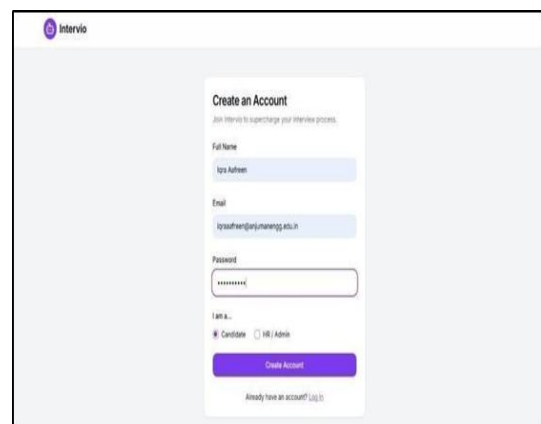 Intervio
Create an Account
Join Intervio to supercharge your interview process.
Full Name
Iqra Aafreen
Email
iqraaafreen@anjumanengg.edu.in
Password
••••••••••
I am a...
Candidate HR / Admin
Create Account
Already have an account? Log in